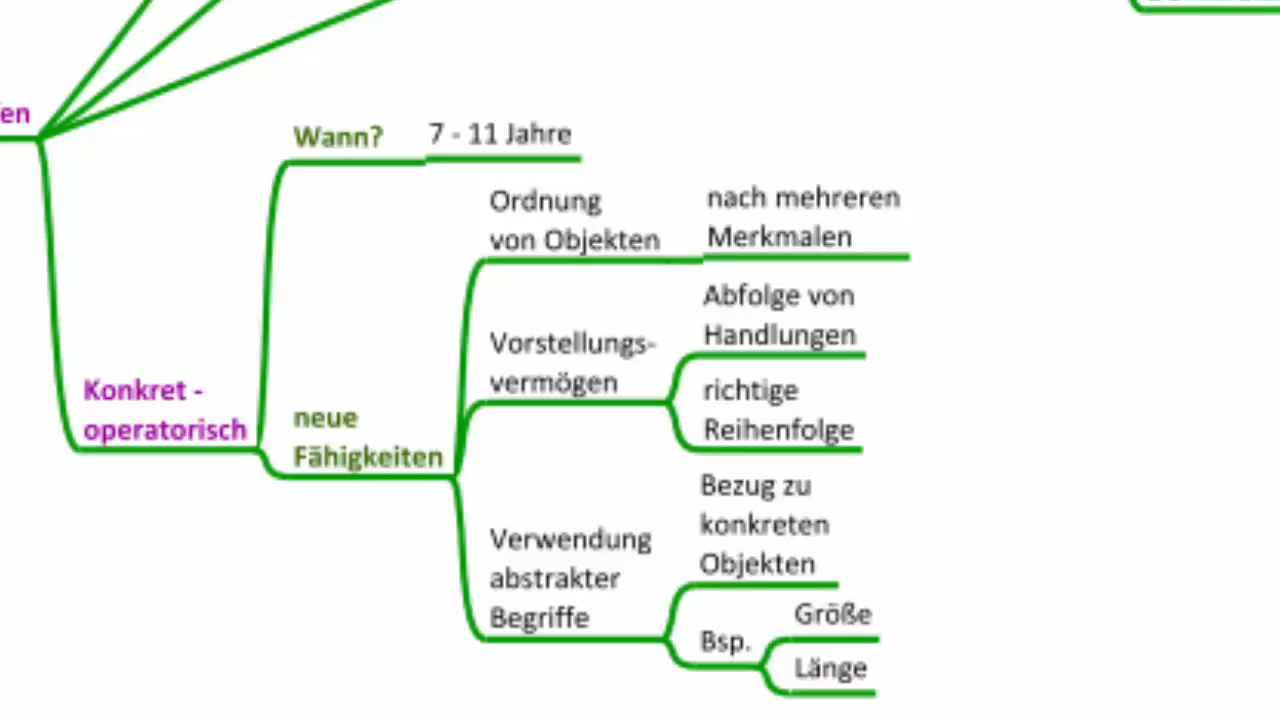 en
Wann?
7 - 11 Jahre
Ordnung
von Objekten
nach mehreren
Merkmalen
Vorstellungs-
vermögen
Abfolge von
Handlungen
richtige
Reihenfolge
Konkret -
operatorisch
neue
Fähigkeiten
Verwendung
abstrakter
Begriffe
Bezug zu
konkreten
Objekten
Bsp.
Größe
Länge